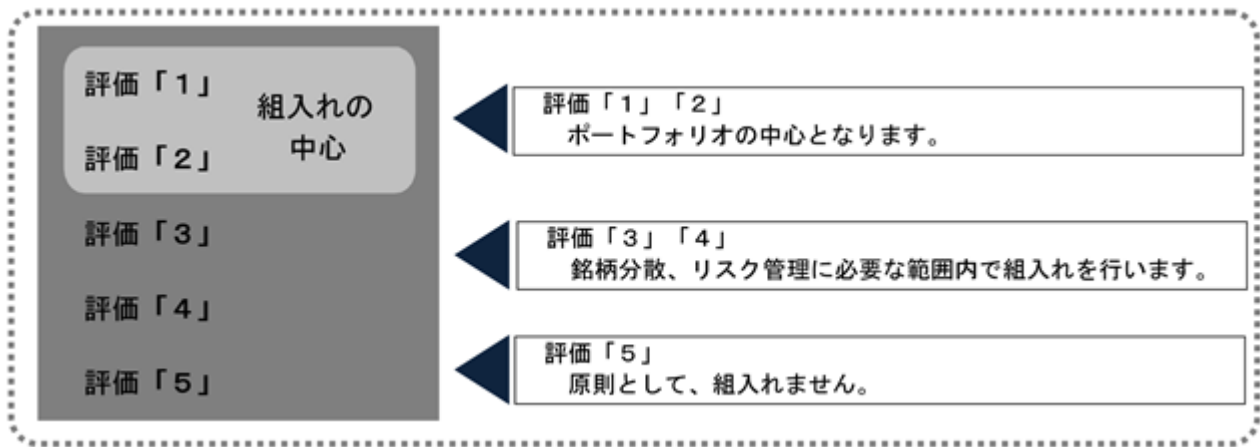 評価「１」
組入れの
中心
評価「２」
評価「３」
評価「４」
評価「５」
評価「１」「２」
ポートフォリオの中心となります。
評価「３」「４」
銘柄分散、リスク管理に必要な範囲内で組入れを行います。
評価「５」
原則として、組入れません。